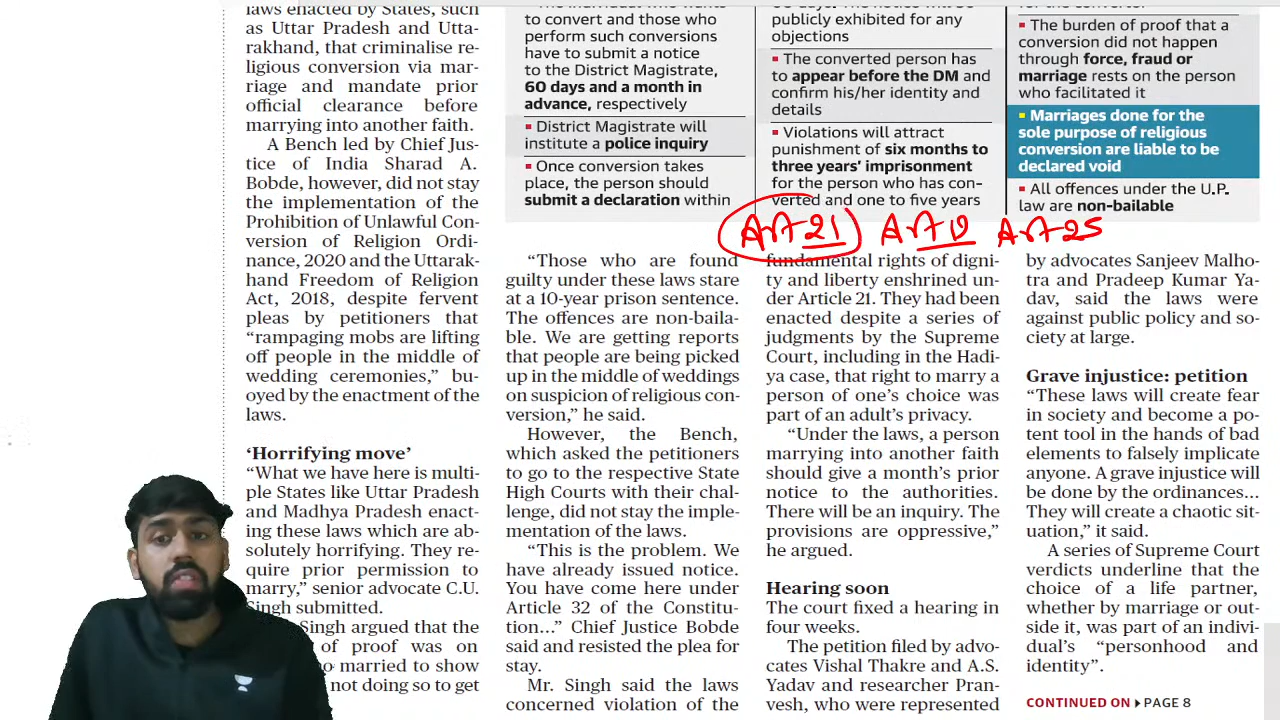 laws enacted by States, such
as Uttar Pradesh and Utta-
rakhand, that criminalise re-
ligious conversion via mar-
riage and mandate prior
official clearance before
marrying into another faith.
A Bench led by Chief Jus-
tice of India Sharad A.
Bobde, however, did not stay
the implementation of the
Prohibition of Unlawful Con-
version of Religion Ordi-
nance, 2020 and the Uttarak-
hand Freedom of Religion
Act, 2018, despite fervent
pleas by petitioners that
“rampaging mobs are lifting
off people in the middle of
wedding ceremonies,” bu-
oyed by the enactment of the
laws.
‘Horrifying move’
“What we have here is multi-
ple States like Uttar Pradesh
and Madhya Pradesh enact-
ing these laws which are ab-
solutely horrifying. They re-
quire prior permission to
marry,” senior advocate C.U.
Singh submitted.
Singh argued that the
of proof was on
married to show
not doing so to get
to convert and those who
perform such conversions
have to submit a notice
to the District Magistrate,
60 days and a month in
advance, respectively
▪ District Magistrate will
institute a police inquiry
▪ Once conversion takes
place, the person should
submit a declaration within
publicly exhibited for any
objections
▪ The converted person has
to appear before the DM and
confirm his/her identity and
details
▪ Violations will attract
punishment of six months to
three years’ imprisonment
for the person who has con-
verted and one to five years
▪ The burden of proof that a
conversion did not happen
through force, fraud or
marriage rests on the person
who facilitated it
▪ Marriages done for the
sole purpose of religious
conversion are liable to be
declared void
▪ All offences under the U.P.
law are non-bailable
Art 21 Art 19 Art 25
“Those who are found
guilty under these laws stare
at a 10-year prison sentence.
The offences are non-baila-
ble. We are getting reports
that people are being picked
up in the middle of weddings
on suspicion of religious con-
version,” he said.
However, the Bench,
which asked the petitioners
to go to the respective State
High Courts with their chal-
lenge, did not stay the imple-
mentation of the laws.
“This is the problem. We
have already issued notice.
You have come here under
Article 32 of the Constitu-
tion...” Chief Justice Bobde
said and resisted the plea for
stay.
Mr. Singh said the laws
concerned violation of the
fundamental rights of digni-
ty and liberty enshrined un-
der Article 21. They had been
enacted despite a series of
judgments by the Supreme
Court, including in the Hadi-
ya case, that right to marry a
person of one’s choice was
part of an adult’s privacy.
“Under the laws, a person
marrying into another faith
should give a month’s prior
notice to the authorities.
There will be an inquiry. The
provisions are oppressive,”
he argued.
Hearing soon
The court fixed a hearing in
four weeks.
The petition filed by advo-
cates Vishal Thakre and A.S.
Yadav and researcher Pran-
vesh, who were represented
by advocates Sanjeev Malho-
tra and Pradeep Kumar Ya-
dav, said the laws were
against public policy and so-
ciety at large.
Grave injustice: petition
“These laws will create fear
in society and become a po-
tent tool in the hands of bad
elements to falsely implicate
anyone. A grave injustice will
be done by the ordinances...
They will create a chaotic sit-
uation,” it said.
A series of Supreme Court
verdicts underline that the
choice of a life partner,
whether by marriage or out-
side it, was part of an indivi-
dual’s “personhood and
identity”.
CONTINUED ON ▸ PAGE 8